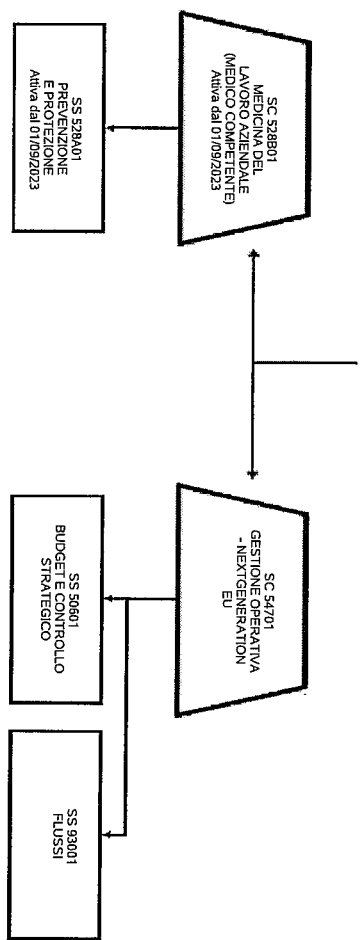 SC 528B01
MEDICINA DEL
LAVORO AZIENDALE
(MEDICO COMPETENTE)
Attiva dal 01/09/2023
SS 528A01
PREVENZIONE
E PROTEZIONE
Attiva dal 01/09/2023
SC 54701
GESTIONE OPERATIVA
- NEXTGENERATION
EU
SS 50601
BUDGET E CONTROLLO
STRATEGICO
SS 93001
FLUSSI